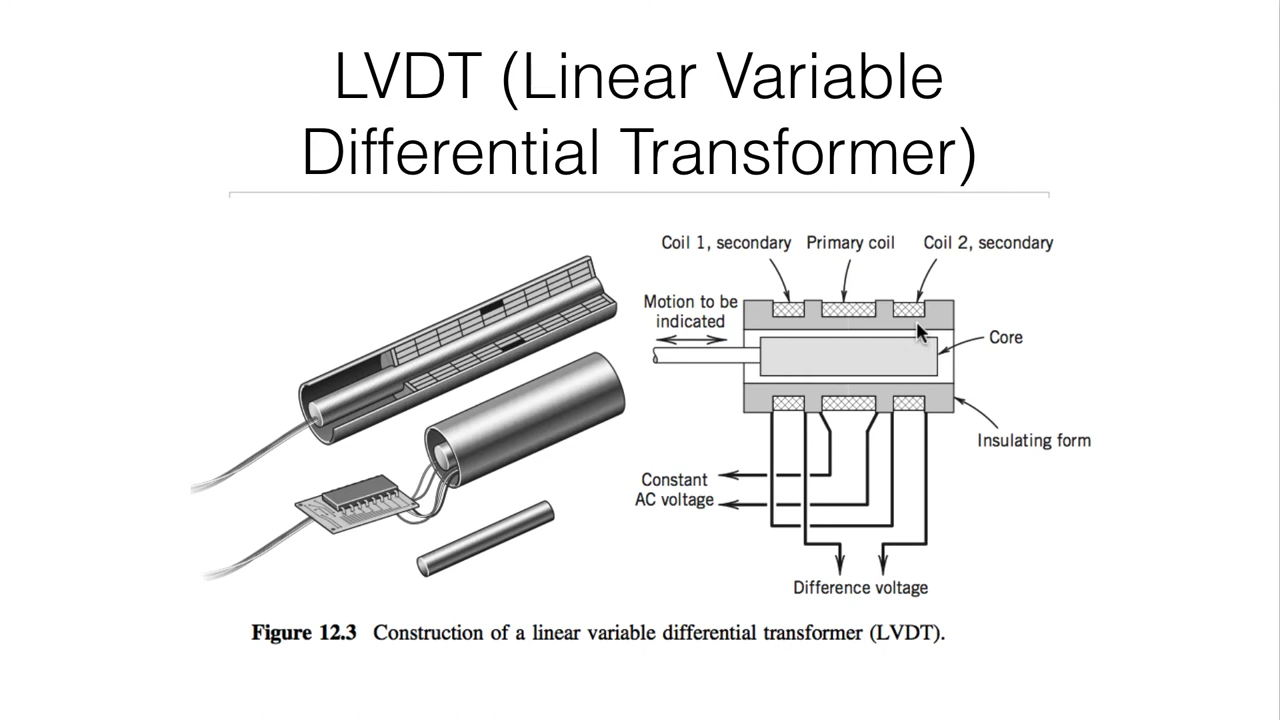 LVDT (Linear Variable
Differential Transformer)
Coil 1, secondary
Primary coil
Coil 2, secondary
Motion to be
indicated
Core
Insulating form
Constant
AC voltage
Difference voltage
Figure 12.3 Construction of a linear variable differential transformer (LVDT).